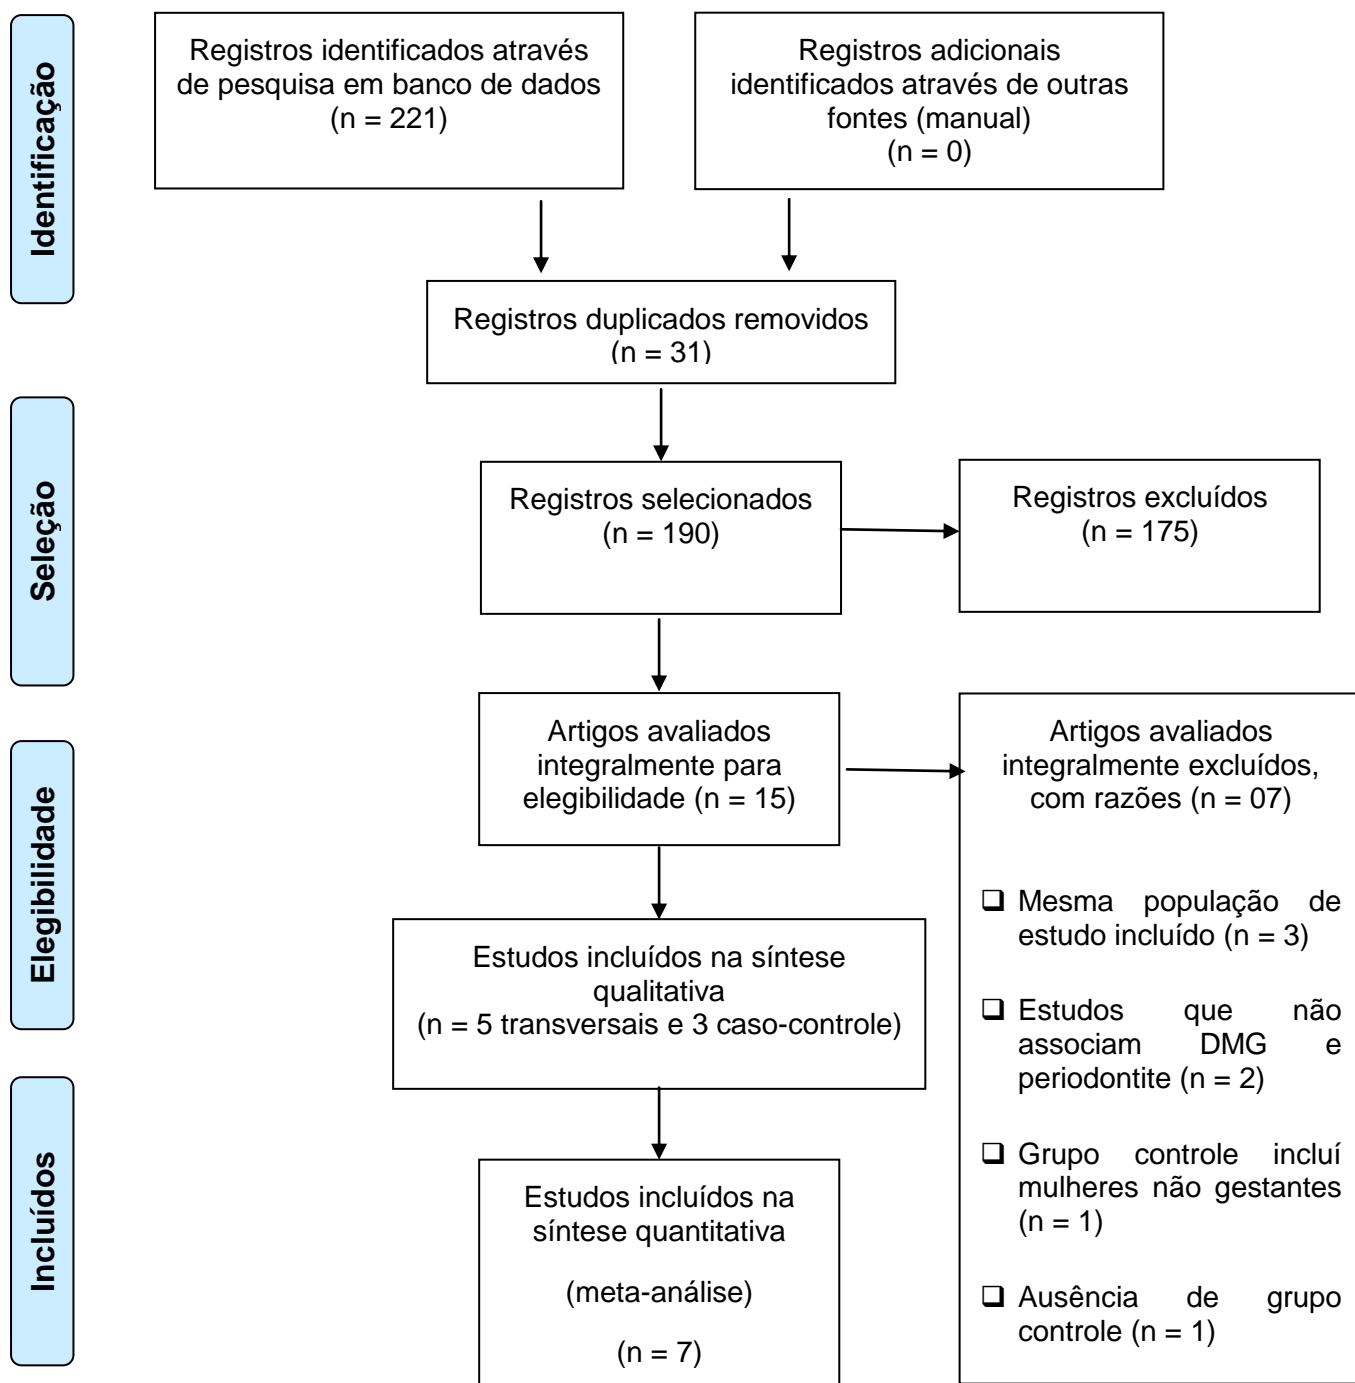 Identificação
Registros identificados através
de pesquisa em banco de dados
(n = 221)
Registros adicionais
identificados através de outras
fontes (manual)
(n = 0)
Registros duplicados removidos
(n = 31)
Seleção
Registros selecionados
(n = 190)
Registros excluídos
(n = 175)
Elegibilidade
Artigos avaliados
integralmente para
elegibilidade (n = 15)
Artigos avaliados
integralmente excluídos,
com razões (n = 07)
Mesma população de
estudo incluído (n = 3)
Estudos que não
associam DMG e
periodontite (n = 2)
Grupo controle incluí
mulheres não gestantes
(n = 1)
Ausência de grupo
controle (n = 1)
Estudos incluídos na síntese
qualitativa
(n = 5 transversais e 3 caso-controle)
Incluídos
Estudos incluídos na
síntese quantitativa
(meta-análise)
(n = 7)